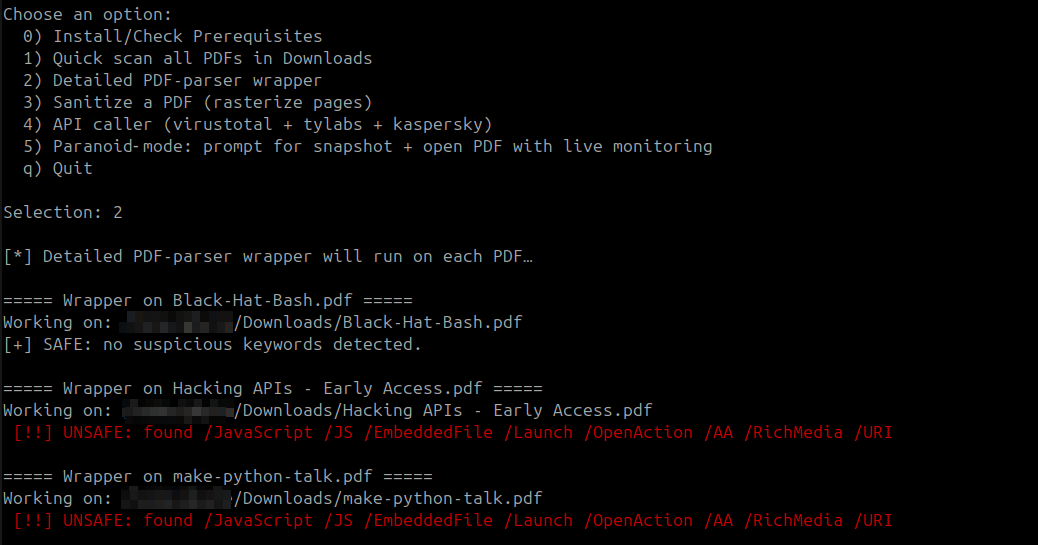 Choose an option:
0) Install/Check Prerequisites
1) Quick scan all PDFs in Downloads
2) Detailed PDF-parser wrapper
3) Sanitize a PDF (rasterize pages)
4) API caller (virustotal + tylabs + kaspersky)
5) Paranoid-mode: prompt for snapshot + open PDF with live monitoring
q) Quit
Selection: 2
[*] Detailed PDF-parser wrapper will run on each PDF…
===== Wrapper on Black-Hat-Bash.pdf =====
Working on: /Downloads/Black-Hat-Bash.pdf
[+] SAFE: no suspicious keywords detected.
===== Wrapper on Hacking APIs - Early Access.pdf =====
Working on: /Downloads/Hacking APIs - Early Access.pdf
[!!] UNSAFE: found /JavaScript /JS /EmbeddedFile /Launch /OpenAction /AA /RichMedia /URI
===== Wrapper on make-python-talk.pdf =====
Working on: /Downloads/make-python-talk.pdf
[!!] UNSAFE: found /JavaScript /JS /EmbeddedFile /Launch /OpenAction /AA /RichMedia /URI